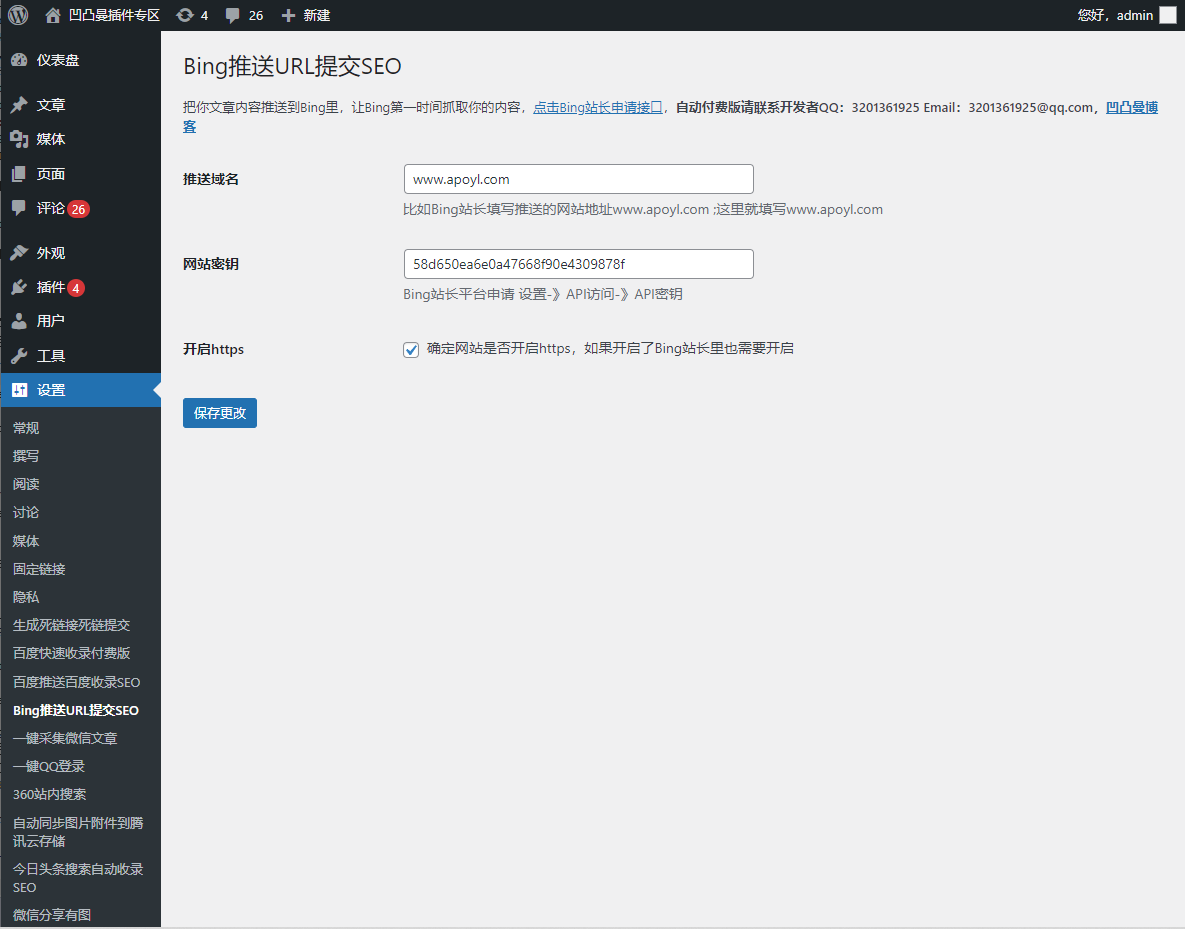 凹凸曼插件专区 4 26 新建 您好，admin
仪表盘
文章
媒体
页面
评论 26
外观
插件 4
用户
工具
设置
常规
撰写
阅读
讨论
媒体
固定链接
隐私
生成死链接死链提交
百度快速收录付费版
百度推送百度收录SEO
Bing推送URL提交SEO
一键采集微信文章
一键QQ登录
360站内搜索
自动同步图片附件到腾
讯云存储
今日头条搜索自动收录
SEO
微信分享有图
Bing推送URL提交SEO
把你文章内容推送到Bing里，让Bing第一时间抓取你的内容，点击Bing站长申请接口，自动付费版请联系开发者QQ：3201361925 Email：3201361925@qq.com，凹凸曼博
客
推送域名
www.apoyl.com
比如Bing站长填写推送的网站地址www.apoyl.com ;这里就填写www.apoyl.com
网站密钥
58d650ea6e0a47668f90e4309878f
Bing站长平台申请 设置-》API访问-》API密钥
开启https
确定网站是否开启https，如果开启了Bing站长里也需要开启
保存更改